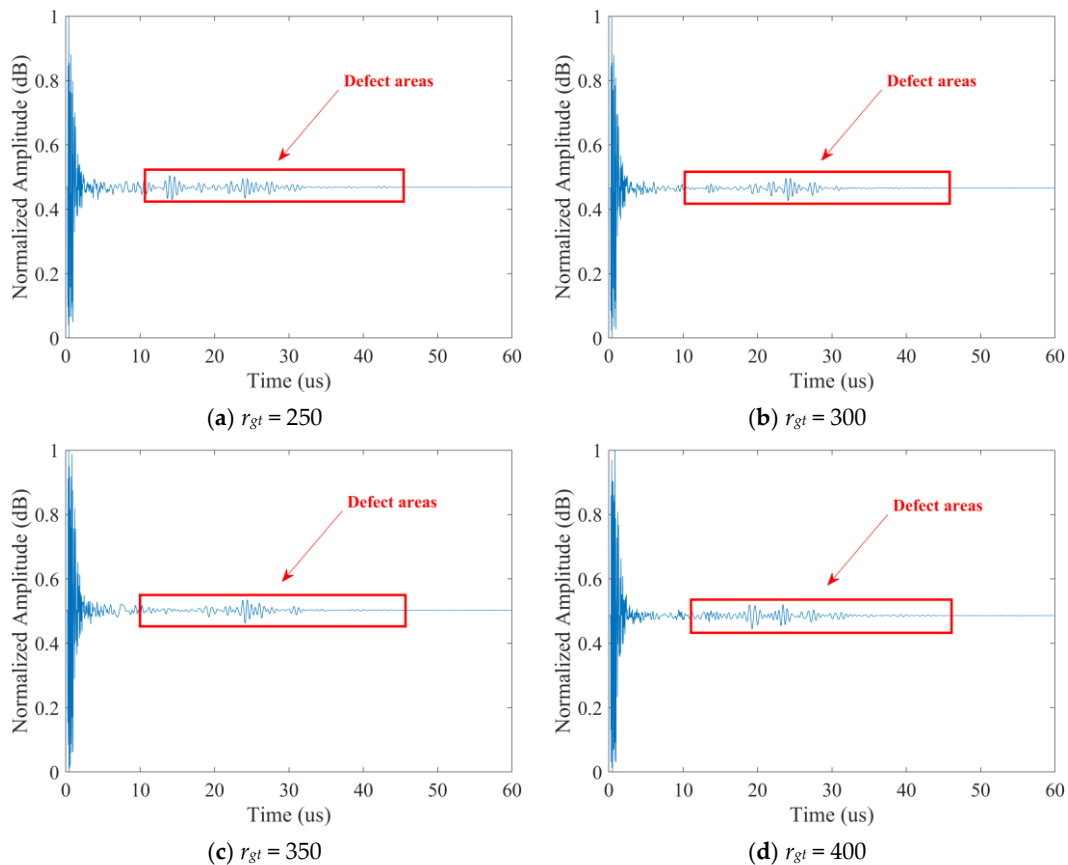 1
0.8
0.6
0.4
0.2
0
Normalized Amplitude (dB)
Defect areas
0 10 20 30 40 50 60
Time (us)
(a) rgt = 250
1
0.8
0.6
0.4
0.2
0
Normalized Amplitude (dB)
Defect areas
0 10 20 30 40 50 60
Time (us)
(b) rgt = 300
1
0.8
0.6
0.4
0.2
0
Normalized Amplitude (dB)
Defect areas
0 10 20 30 40 50 60
Time (us)
(c) rgt = 350
1
0.8
0.6
0.4
0.2
0
Normalized Amplitude (dB)
Defect areas
0 10 20 30 40 50 60
Time (us)
(d) rgt = 400